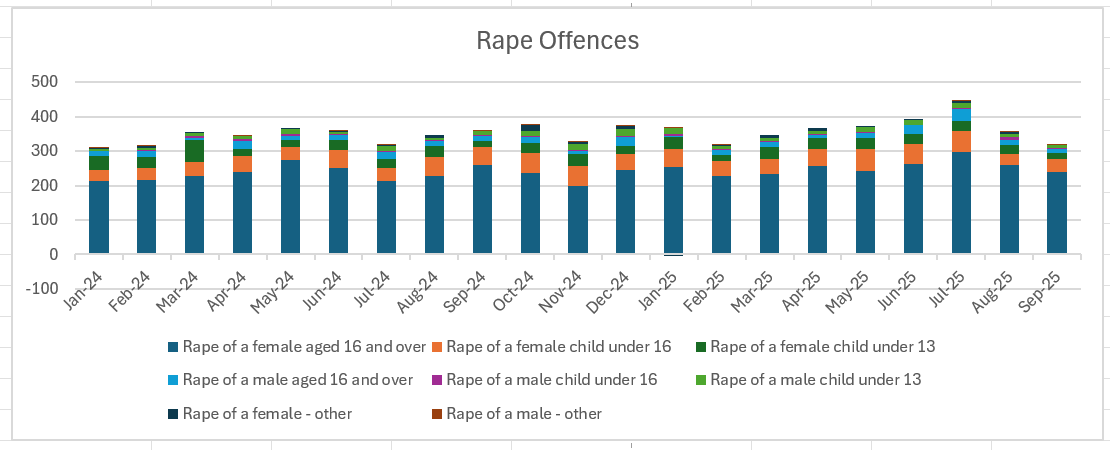 Rape Offences
500
400
300
200
100
0
-100
Jan-24 Feb-24 Mar-24 Apr-24 May-24 Jun-24 Jul-24 Aug-24 Sep-24 Oct-24 Nov-24 Dec-24 Jan-25 Feb-25 Mar-25 Apr-25 May-25 Jun-25 Jul-25 Aug-25 Sep-25
Rape of a female aged 16 and over Rape of a female child under 16 Rape of a female child under 13
Rape of a male aged 16 and over Rape of a male child under 16 Rape of a male child under 13
Rape of a female - other Rape of a male - other